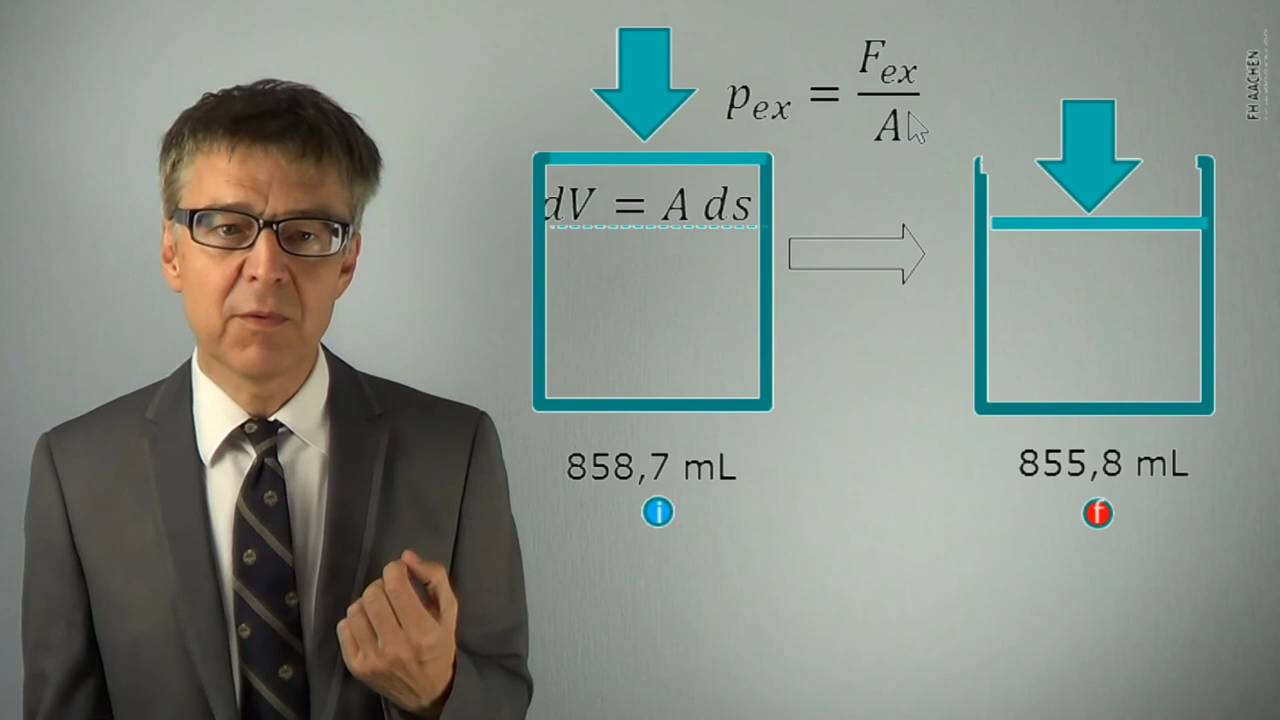 p_ex = F_ex / A
dV = A ds
858,7 mL
855,8 mL
i
f
FH AACHEN